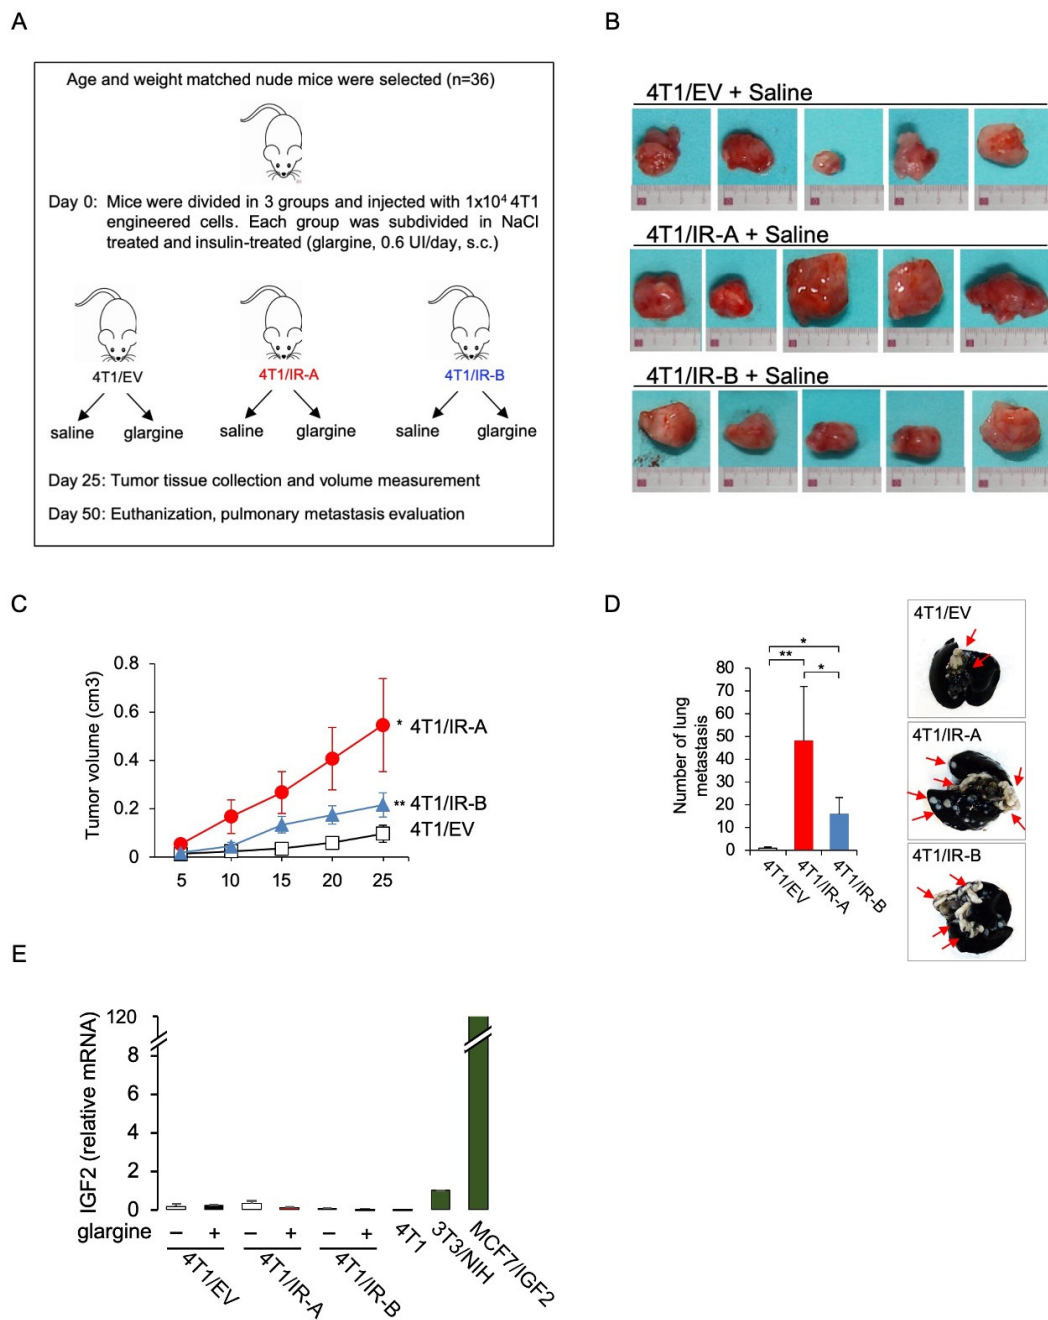 A
Age and weight matched nude mice were selected (n=36)
Day 0: Mice were divided in 3 groups and injected with 1x10⁴ 4T1
engineered cells. Each group was subdivided in NaCl
treated and insulin-treated (glargine, 0.6 UI/day, s.c.)
4T1/EV
4T1/IR-A
4T1/IR-B
saline glargine
saline glargine
saline glargine
Day 25: Tumor tissue collection and volume measurement
Day 50: Euthanization, pulmonary metastasis evaluation
B
4T1/EV + Saline
4T1/IR-A + Saline
4T1/IR-B + Saline
C
Tumor volume (cm3)
0.8
0.6
0.4
0.2
0
5 10 15 20 25
* 4T1/IR-A
** 4T1/IR-B
4T1/EV
D
Number of lung
metastasis
80
70
60
50
40
30
20
10
0
*
**
*
4T1/EV
4T1/IR-A
4T1/IR-B
4T1/EV
4T1/IR-A
4T1/IR-B
E
IGF2 (relative mRNA)
120
8
6
4
2
0
glargine – + – + – +
4T1/EV
4T1/IR-A
4T1/IR-B
4T1
3T3/NIH
MCF7/IGF2